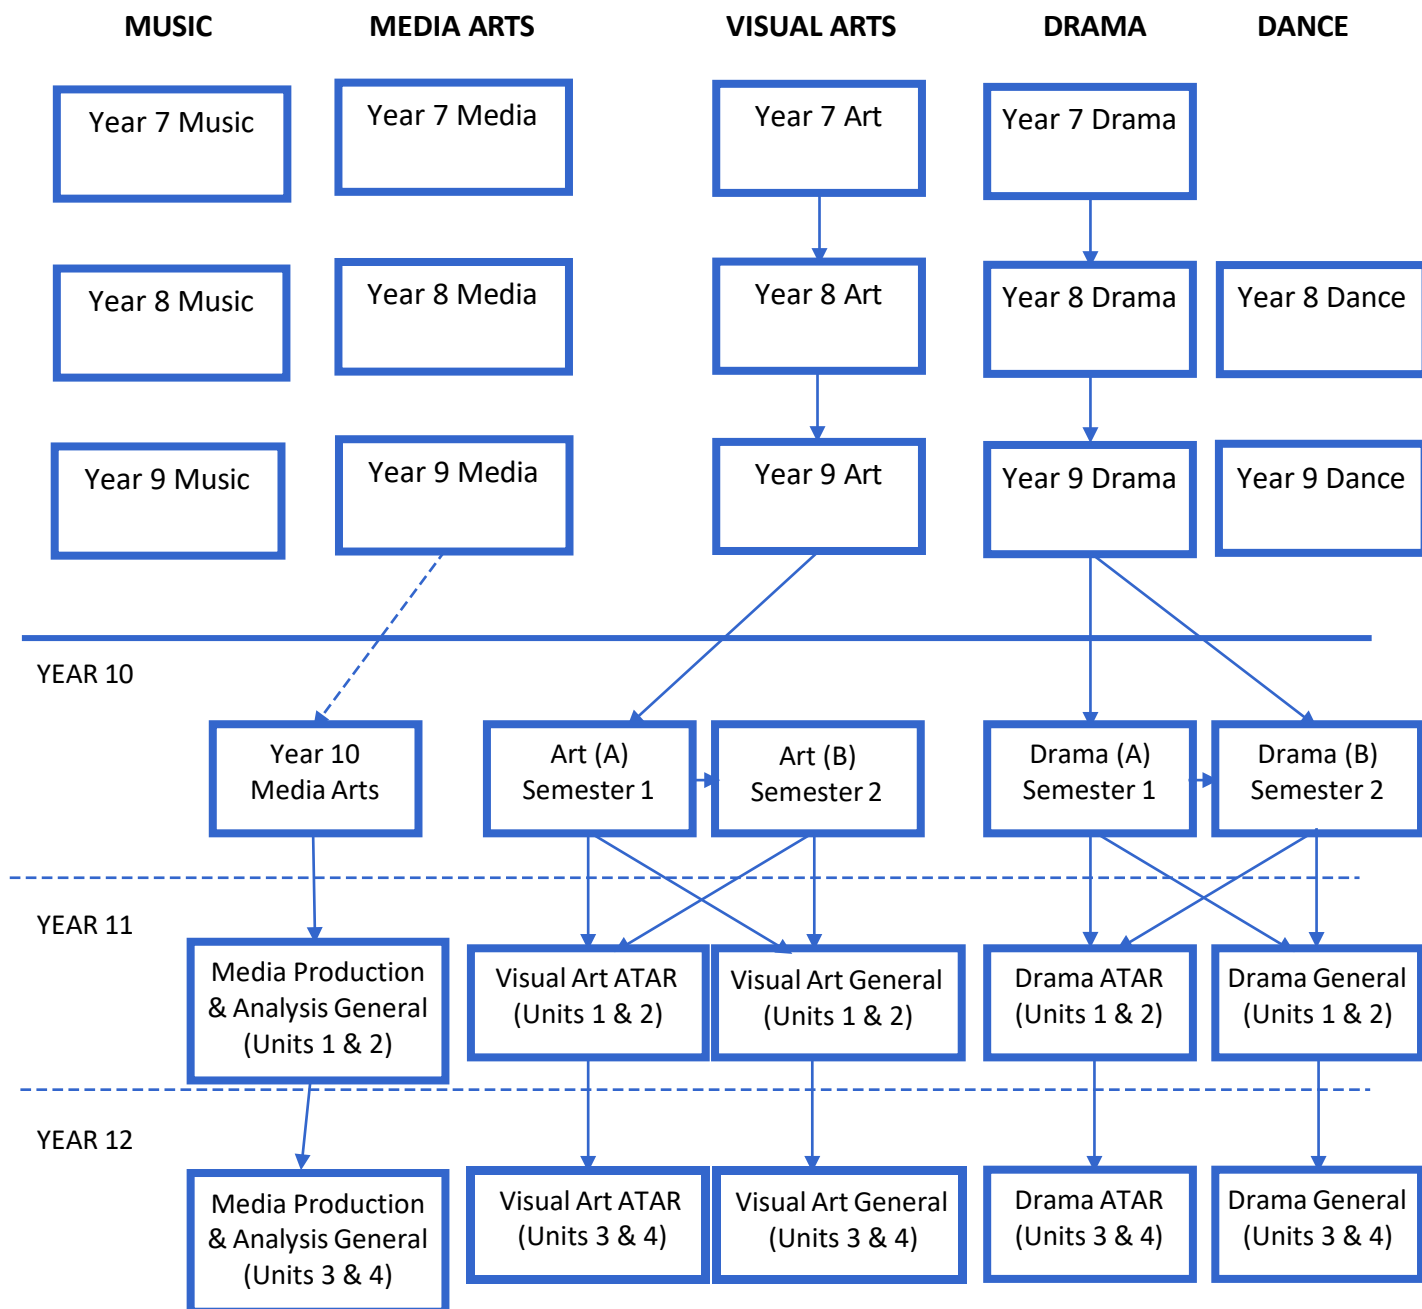 MUSIC
MEDIA ARTS
VISUAL ARTS
DRAMA
DANCE
Year 7 Music
Year 7 Media
Year 7 Art
Year 7 Drama
Year 8 Music
Year 8 Media
Year 8 Art
Year 8 Drama
Year 8 Dance
Year 9 Music
Year 9 Media
Year 9 Art
Year 9 Drama
Year 9 Dance
YEAR 10
Year 10
Media Arts
Art (A)
Semester 1
Art (B)
Semester 2
Drama (A)
Semester 1
Drama (B)
Semester 2
YEAR 11
Media Production
& Analysis General
(Units 1 & 2)
Visual Art ATAR
(Units 1 & 2)
Visual Art General
(Units 1 & 2)
Drama ATAR
(Units 1 & 2)
Drama General
(Units 1 & 2)
YEAR 12
Media Production
& Analysis General
(Units 3 & 4)
Visual Art ATAR
(Units 3 & 4)
Visual Art General
(Units 3 & 4)
Drama ATAR
(Units 3 & 4)
Drama General
(Units 3 & 4)